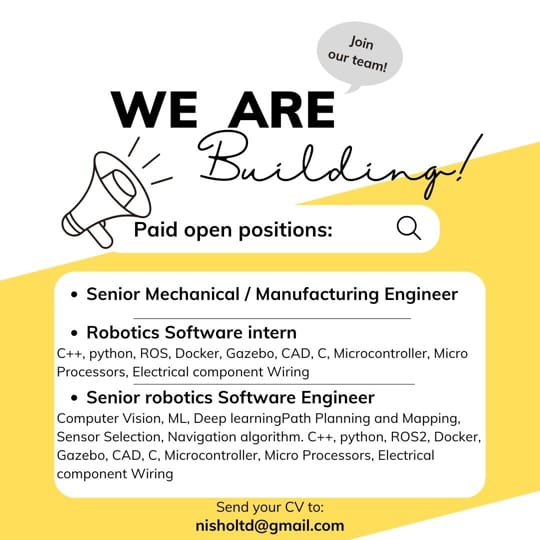 Join
our team!
WE ARE
Building!
Paid open positions:
• Senior Mechanical / Manufacturing Engineer
• Robotics Software intern
C++, python, ROS, Docker, Gazebo, CAD, C, Microcontroller, Micro
Processors, Electrical component Wiring
• Senior robotics Software Engineer
Computer Vision, ML, Deep learningPath Planning and Mapping,
Sensor Selection, Navigation algorithm. C++, python, ROS2, Docker,
Gazebo, CAD, C, Microcontroller, Micro Processors, Electrical
component Wiring
Send your CV to:
nisholtd@gmail.com